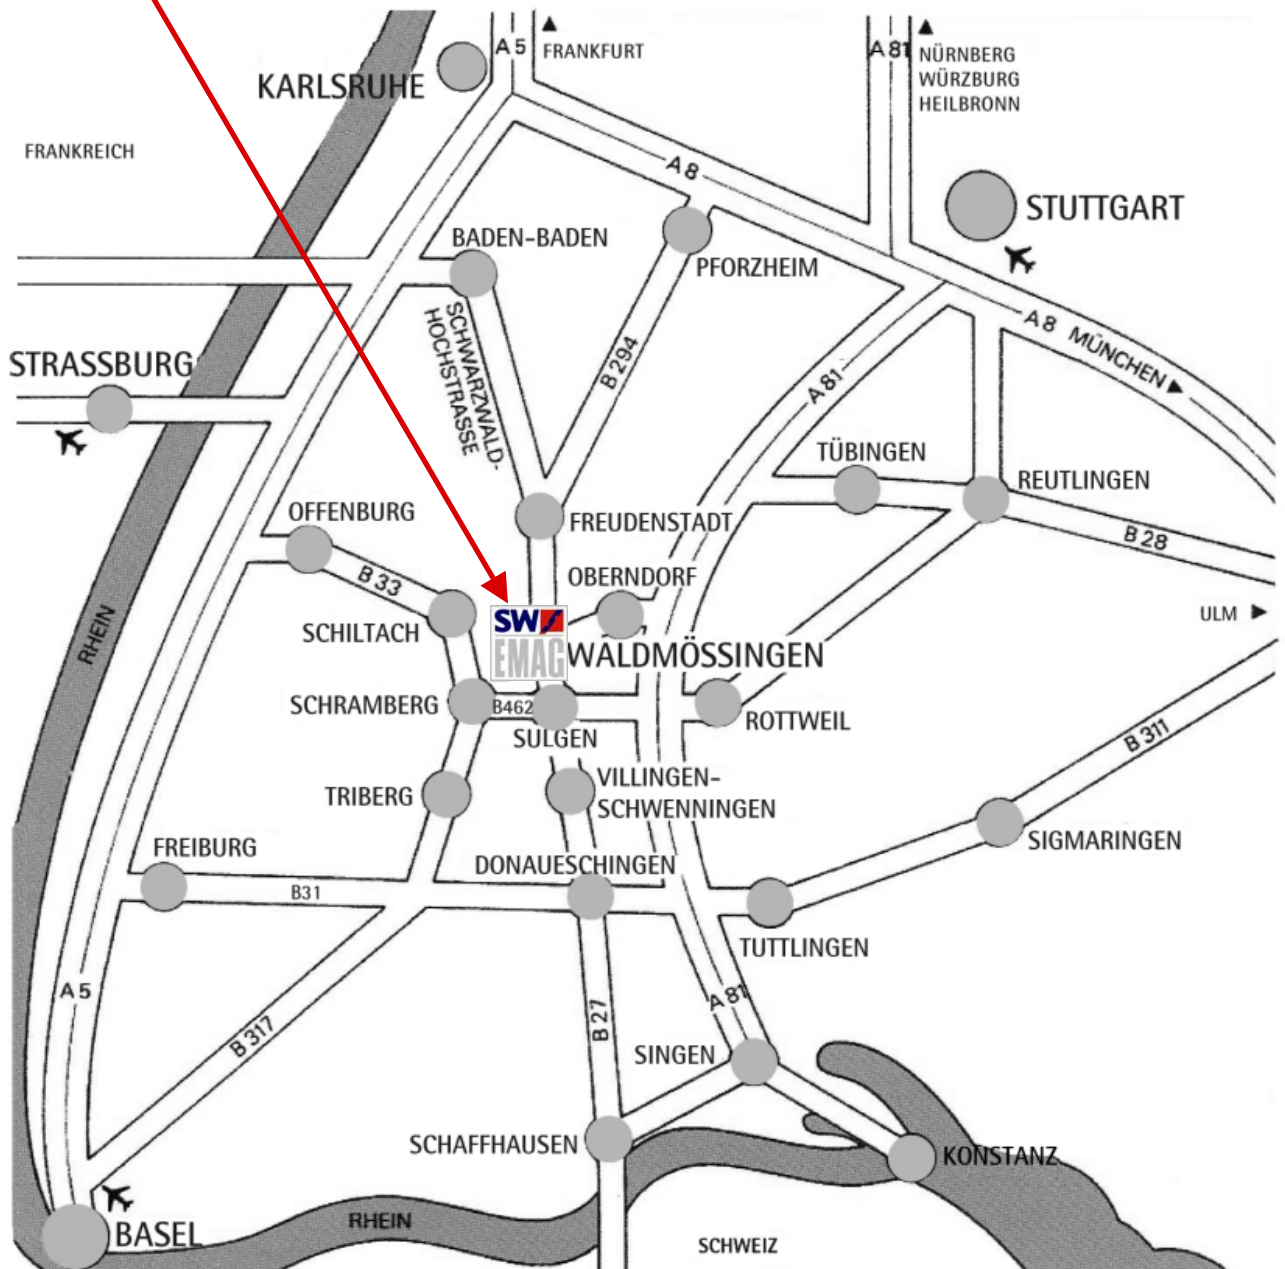 A 5
FRANKFURT
A 81
NÜRNBERG
WÜRZBURG
HEILBRONN
KARLSRUHE
FRANKREICH
A 8
STUTTGART
BADEN-BADEN
PFORZHEIM
SCHWARZWALD-
HOCHSTRASSE
B 294
A 8 MÜNCHEN
STRASSBURG
A 81
TÜBINGEN
REUTLINGEN
OFFENBURG
FREUDENSTADT
B 28
B 33
OBERNDORF
RHEIN
SCHILTACH
SW
EMAG
WALDMÖSSINGEN
ULM
SCHRAMBERG
B462
SULGEN
ROTTWEIL
B 311
TRIBERG
VILLINGEN-
SCHWENNINGEN
SIGMARINGEN
FREIBURG
DONAUESCHINGEN
B31
TUTTLINGEN
A 5
B 317
B 27
A 81
SINGEN
SCHAFFHAUSEN
KONSTANZ
BASEL
RHEIN
SCHWEIZ